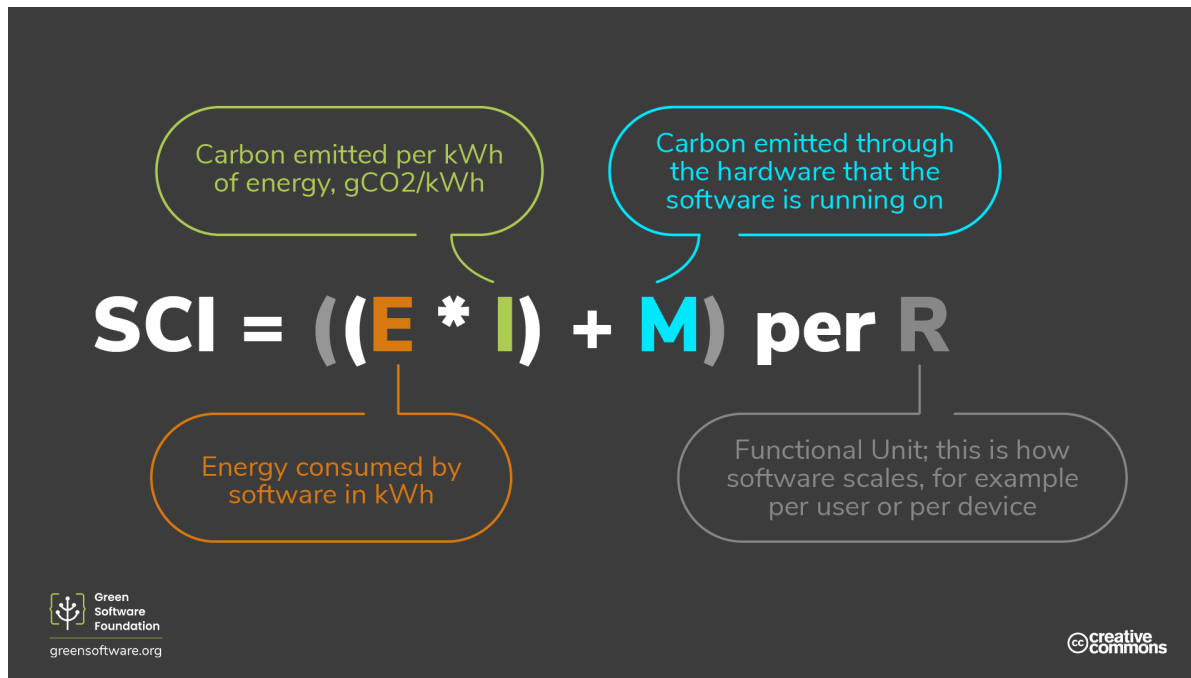 Carbon emitted per kWh
of energy, gCO2/kWh
Carbon emitted through
the hardware that the
software is running on
SCI = ((E * I) + M) per R
Energy consumed by
software in kWh
Functional Unit; this is how
software scales, for example
per user or per device
Green
Software
Foundation
greensoftware.org
cc creative
commons